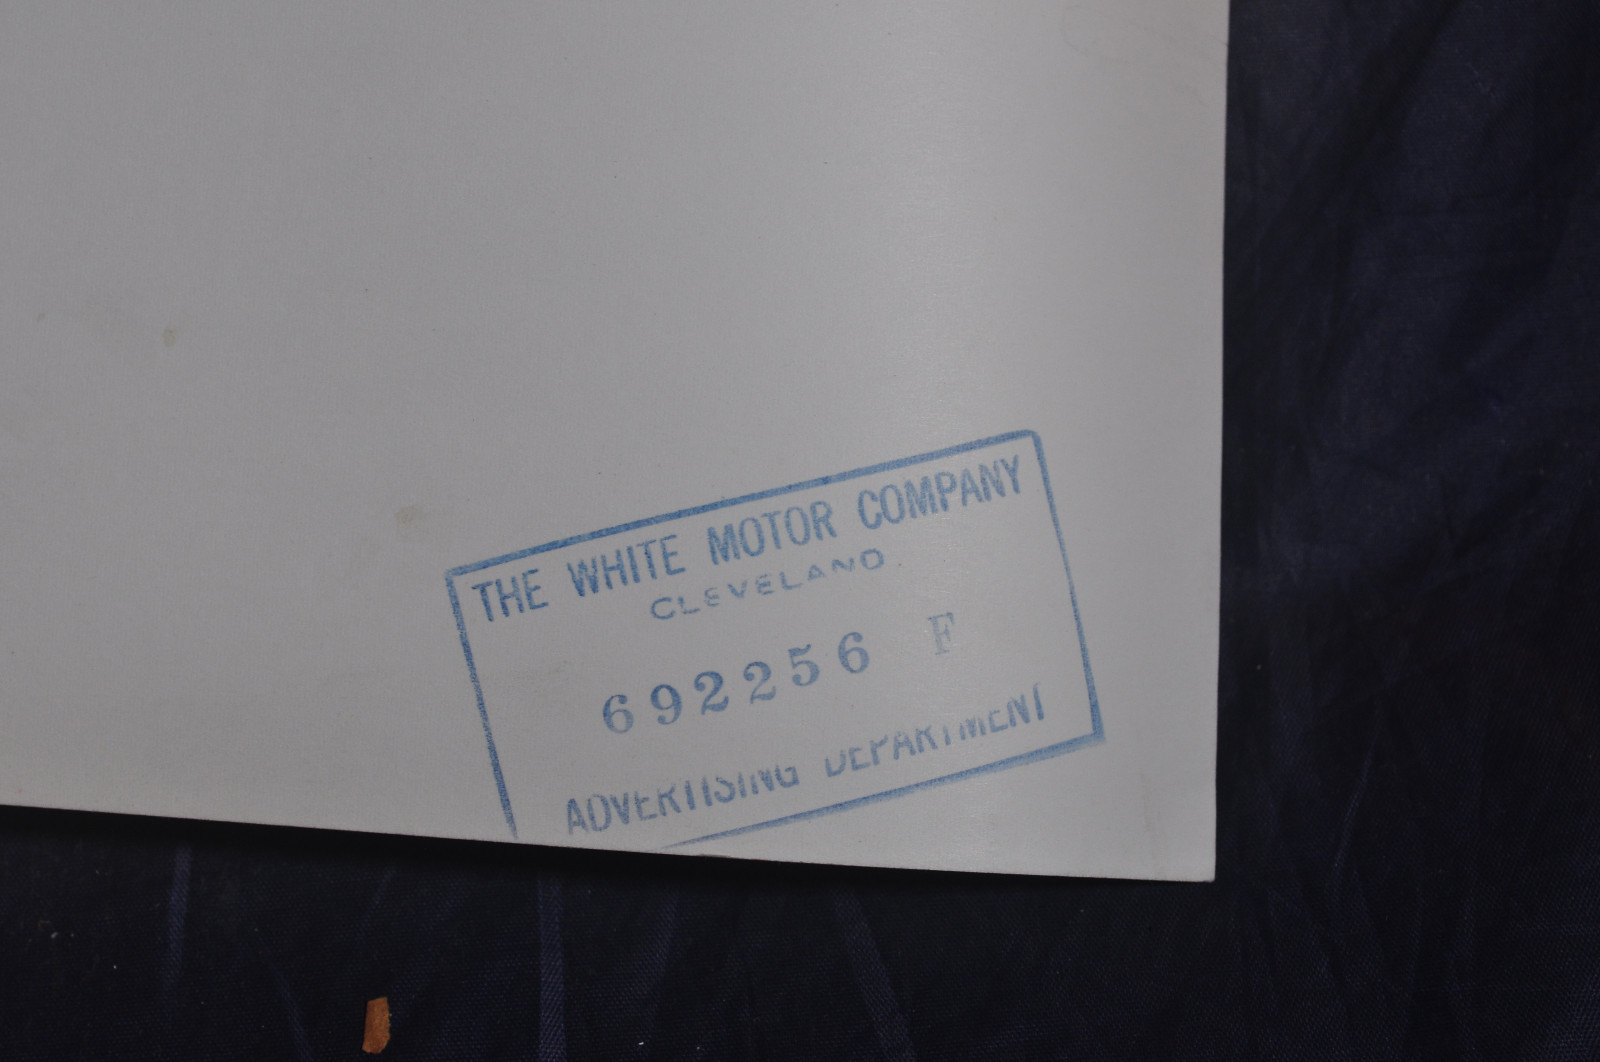 THE WHITE MOTOR COMPANY
CLEVELAND
692256 F
ADVERTISING DEPARTMENT